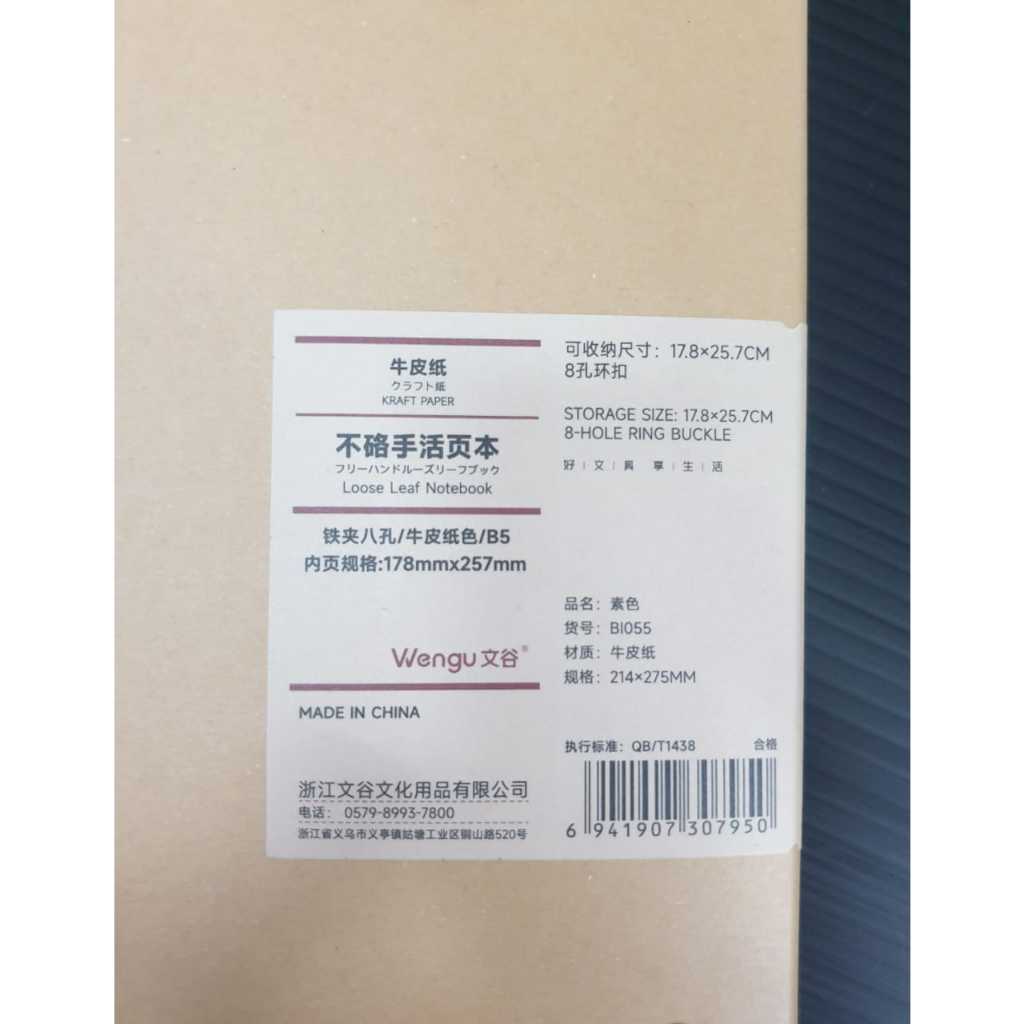 牛皮纸
クラフト紙
KRAFT PAPER
不硌手活页本
フリーハンドルーズリーフブック
Loose Leaf Notebook
铁夹八孔/牛皮纸色/B5
内页规格:178mmx257mm
Wengu文谷®
MADE IN CHINA
浙江文谷文化用品有限公司
电话： 0579-8993-7800
浙江省义乌市义亭镇姑塘工业区铜山路520号
可收纳尺寸：17.8×25.7CM
8孔环扣
STORAGE SIZE: 17.8×25.7CM
8-HOLE RING BUCKLE
好|文|具 享|生|活
品名：素色
货号：BI055
材质：牛皮纸
规格：214×275MM
执行标准：QB/T1438 合格
6 941907 307950